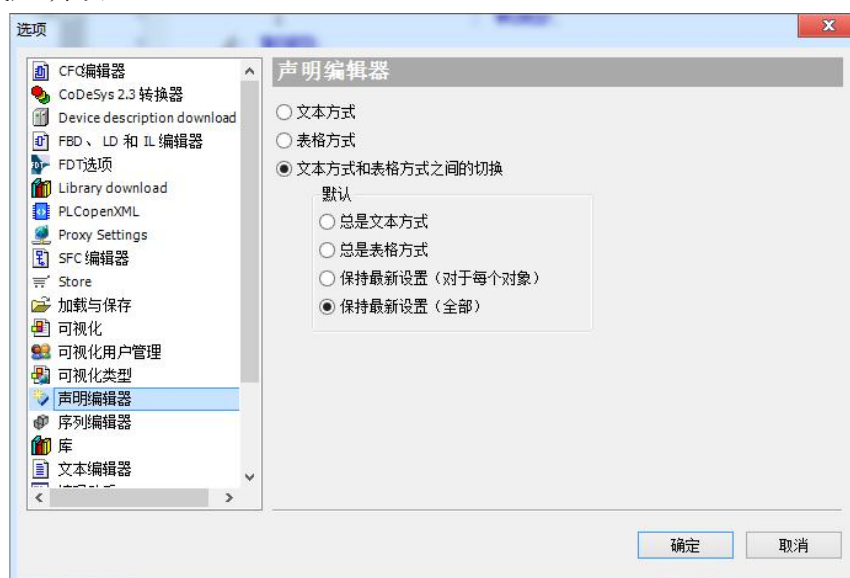 选项
CFC编辑器
CoDeSys 2.3 转换器
Device description download
FBD、 LD 和 IL 编辑器
FDT选项
Library download
PLCopenXML
Proxy Settings
SFC 编辑器
Store
加载与保存
可视化
可视化用户管理
可视化类型
声明编辑器
序列编辑器
库
文本编辑器
声明编辑器
文本方式
表格方式
文本方式和表格方式之间的切换
默认
总是文本方式
总是表格方式
保持最新设置（对于每个对象）
保持最新设置（全部）
确定
取消